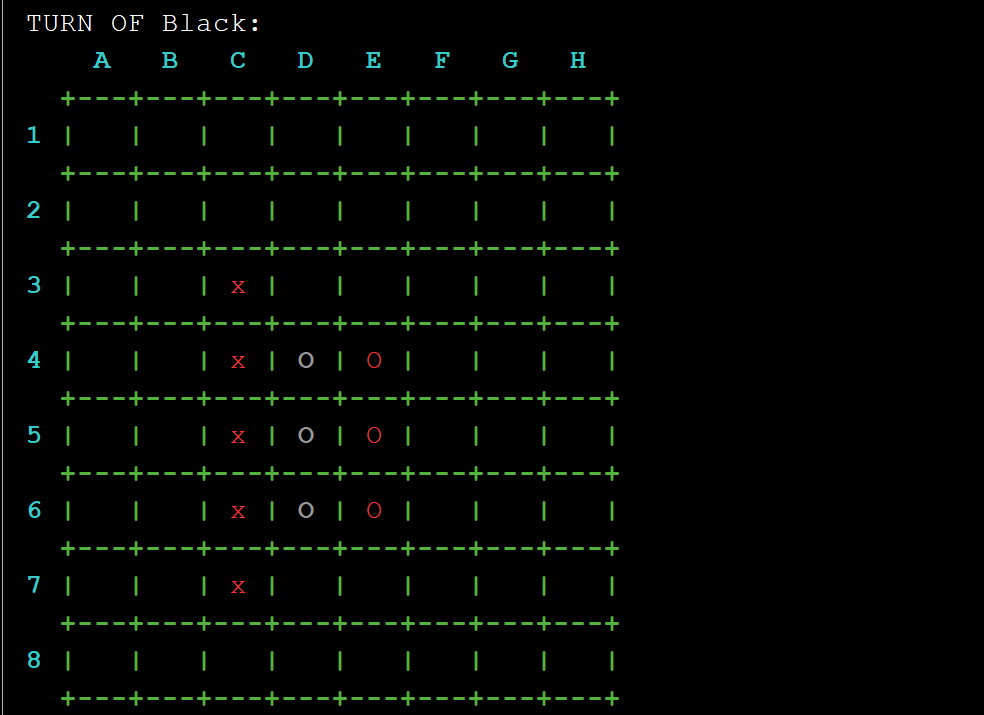 TURN OF Black:
     A   B   C   D   E   F   G   H
   +---+---+---+---+---+---+---+---+
1  |   |   |   |   |   |   |   |   |
   +---+---+---+---+---+---+---+---+
2  |   |   |   |   |   |   |   |   |
   +---+---+---+---+---+---+---+---+
3  |   |   | x |   |   |   |   |   |
   +---+---+---+---+---+---+---+---+
4  |   |   | x | O | O |   |   |   |
   +---+---+---+---+---+---+---+---+
5  |   |   | x | O | O |   |   |   |
   +---+---+---+---+---+---+---+---+
6  |   |   | x | O | O |   |   |   |
   +---+---+---+---+---+---+---+---+
7  |   |   | x |   |   |   |   |   |
   +---+---+---+---+---+---+---+---+
8  |   |   |   |   |   |   |   |   |
   +---+---+---+---+---+---+---+---+